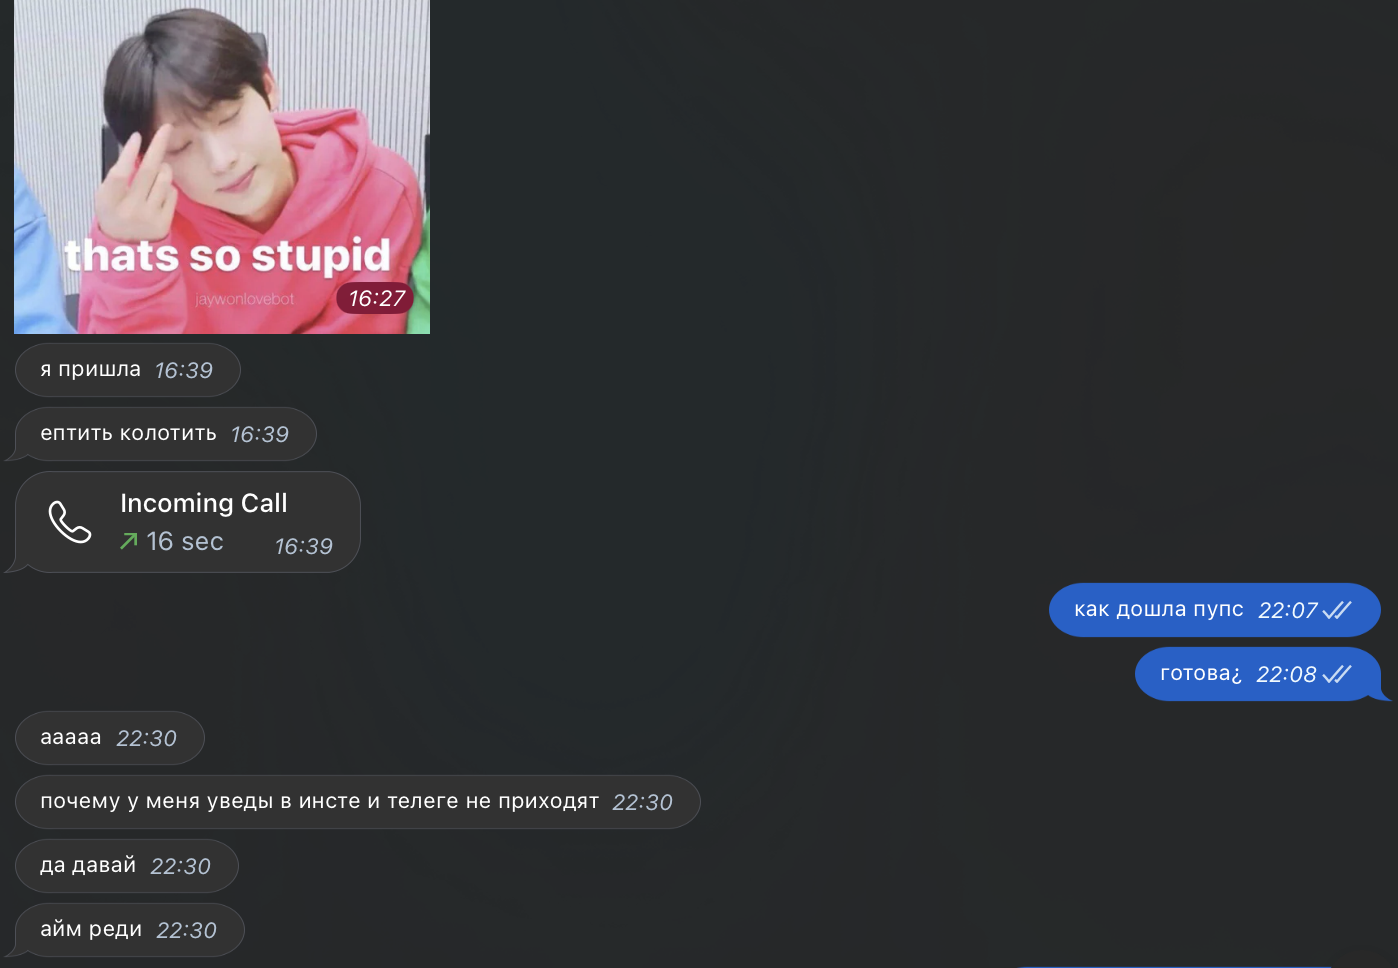 thats so stupid
jaywonlovebot
16:27
я пришла 16:39
ептить колотить 16:39
Incoming Call
16 sec 16:39
как дошла пупс 22:07
готова¿ 22:08
ааааа 22:30
почему у меня уведы в инсте и телеге не приходят 22:30
да давай 22:30
айм реди 22:30